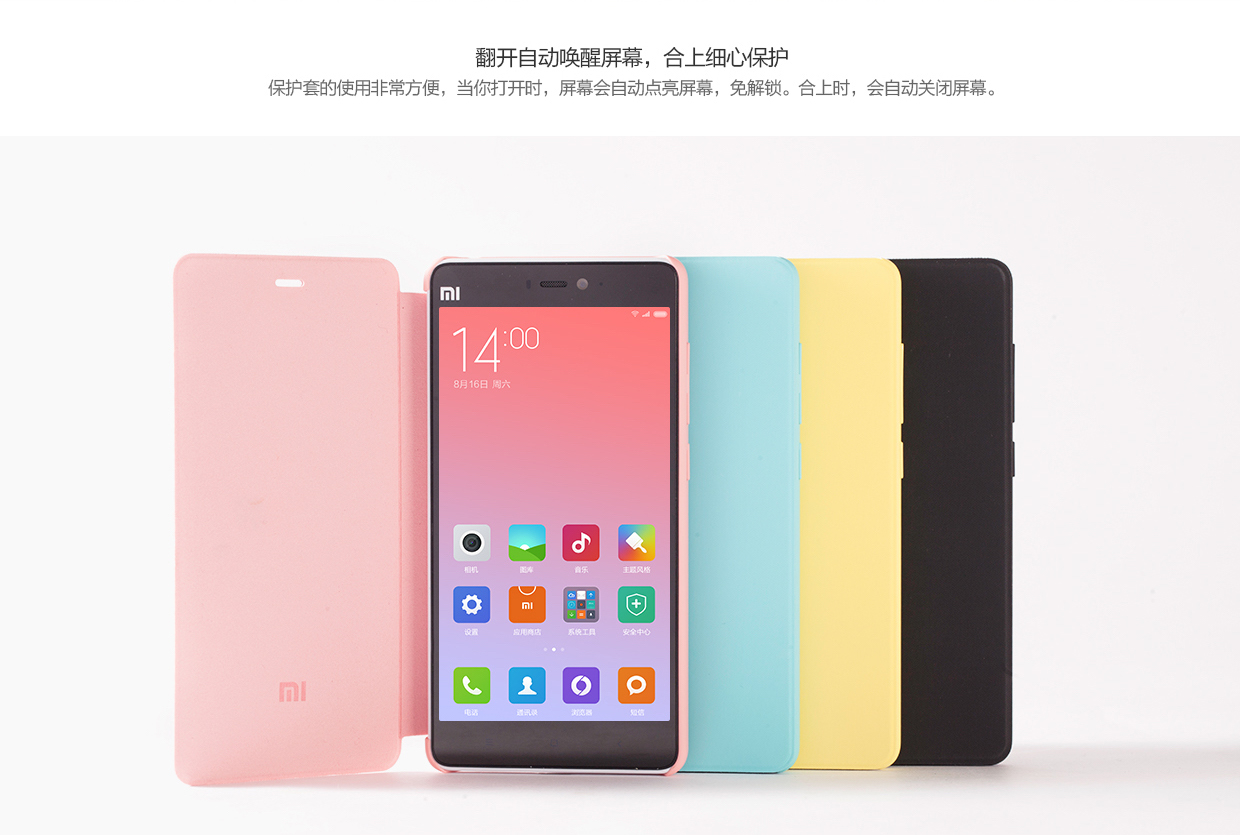 翻开自动唤醒屏幕，合上细心保护
保护套的使用非常方便，当你打开时，屏幕会自动点亮屏幕，免解锁。合上时，会自动关闭屏幕。
mi
14:00
8月16日 周六
相机 图库 音乐 主题风格
mi
设置 应用商店 系统工具 安全中心
电话 通讯录 浏览器 短信
mi